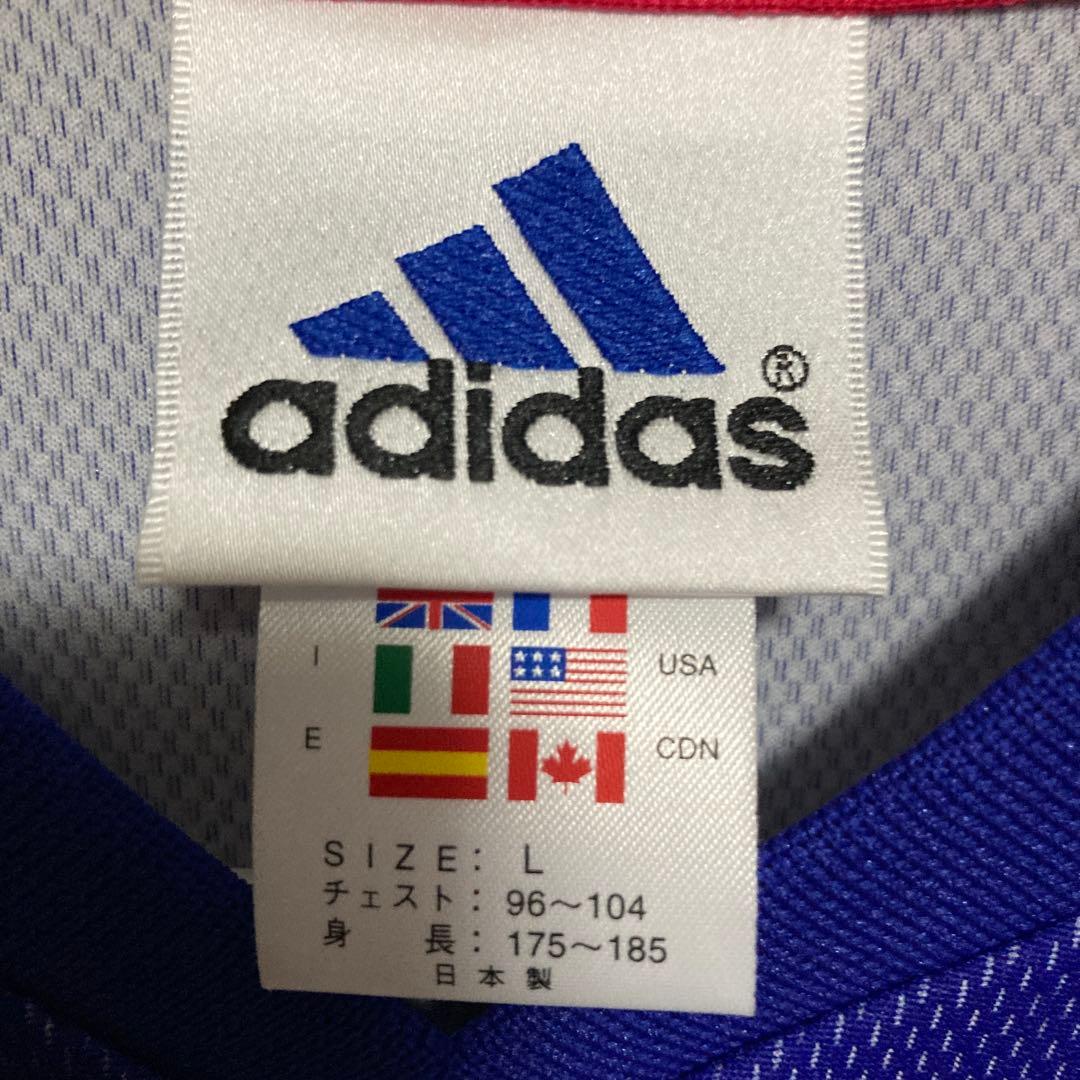 adidas®
I USA
E CDN
SIZE: L
チェスト: 96～104
身長: 175～185
日本製